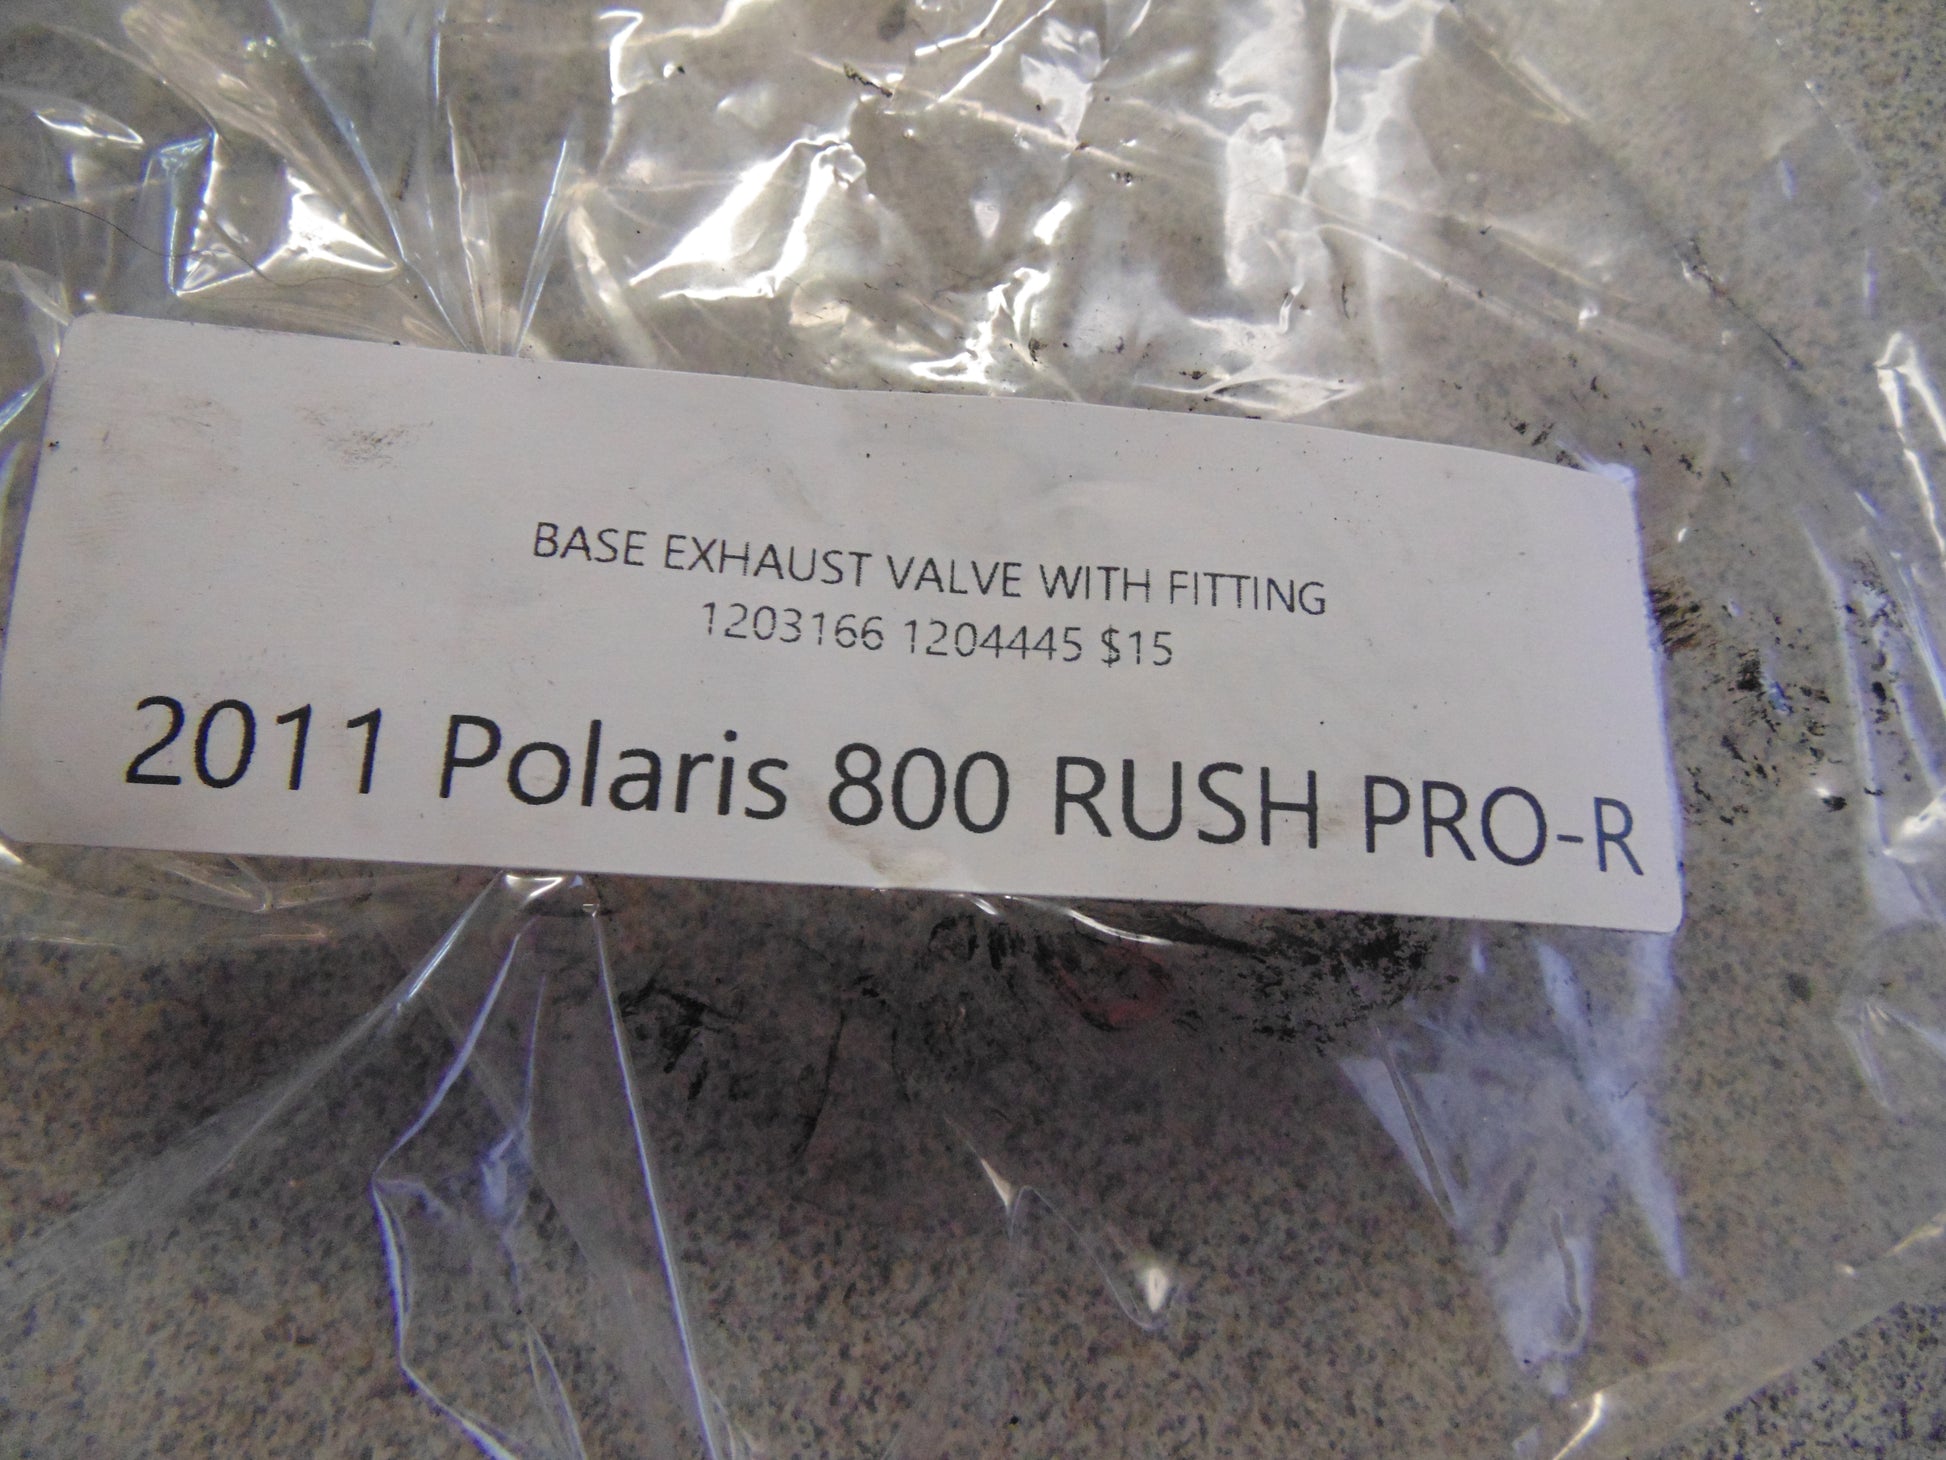 BASE EXHAUST VALVE WITH FITTING
1203166 1204445 $15
2011 Polaris 800 RUSH PRO-R